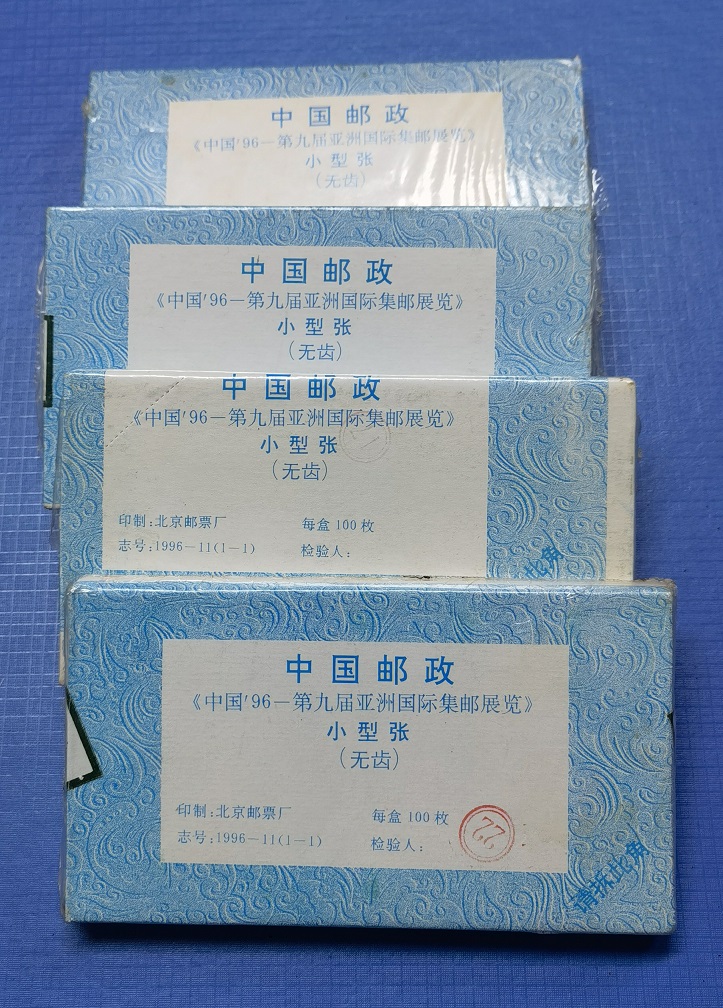 中国邮政
《中国'96－第九届亚洲国际集邮展览》
小型张
(无齿)
中国邮政
《中国'96－第九届亚洲国际集邮展览》
小型张
(无齿)
中国邮政
《中国'96－第九届亚洲国际集邮展览》
小型张
(无齿)
印制:北京邮票厂
每盒100枚
志号:1996－11(1－1)
检验人:
此角
中国邮政
《中国'96－第九届亚洲国际集邮展览》
小型张
(无齿)
印制:北京邮票厂
每盒100枚
志号:1996－11(1－1)
检验人:
22
请拆此角